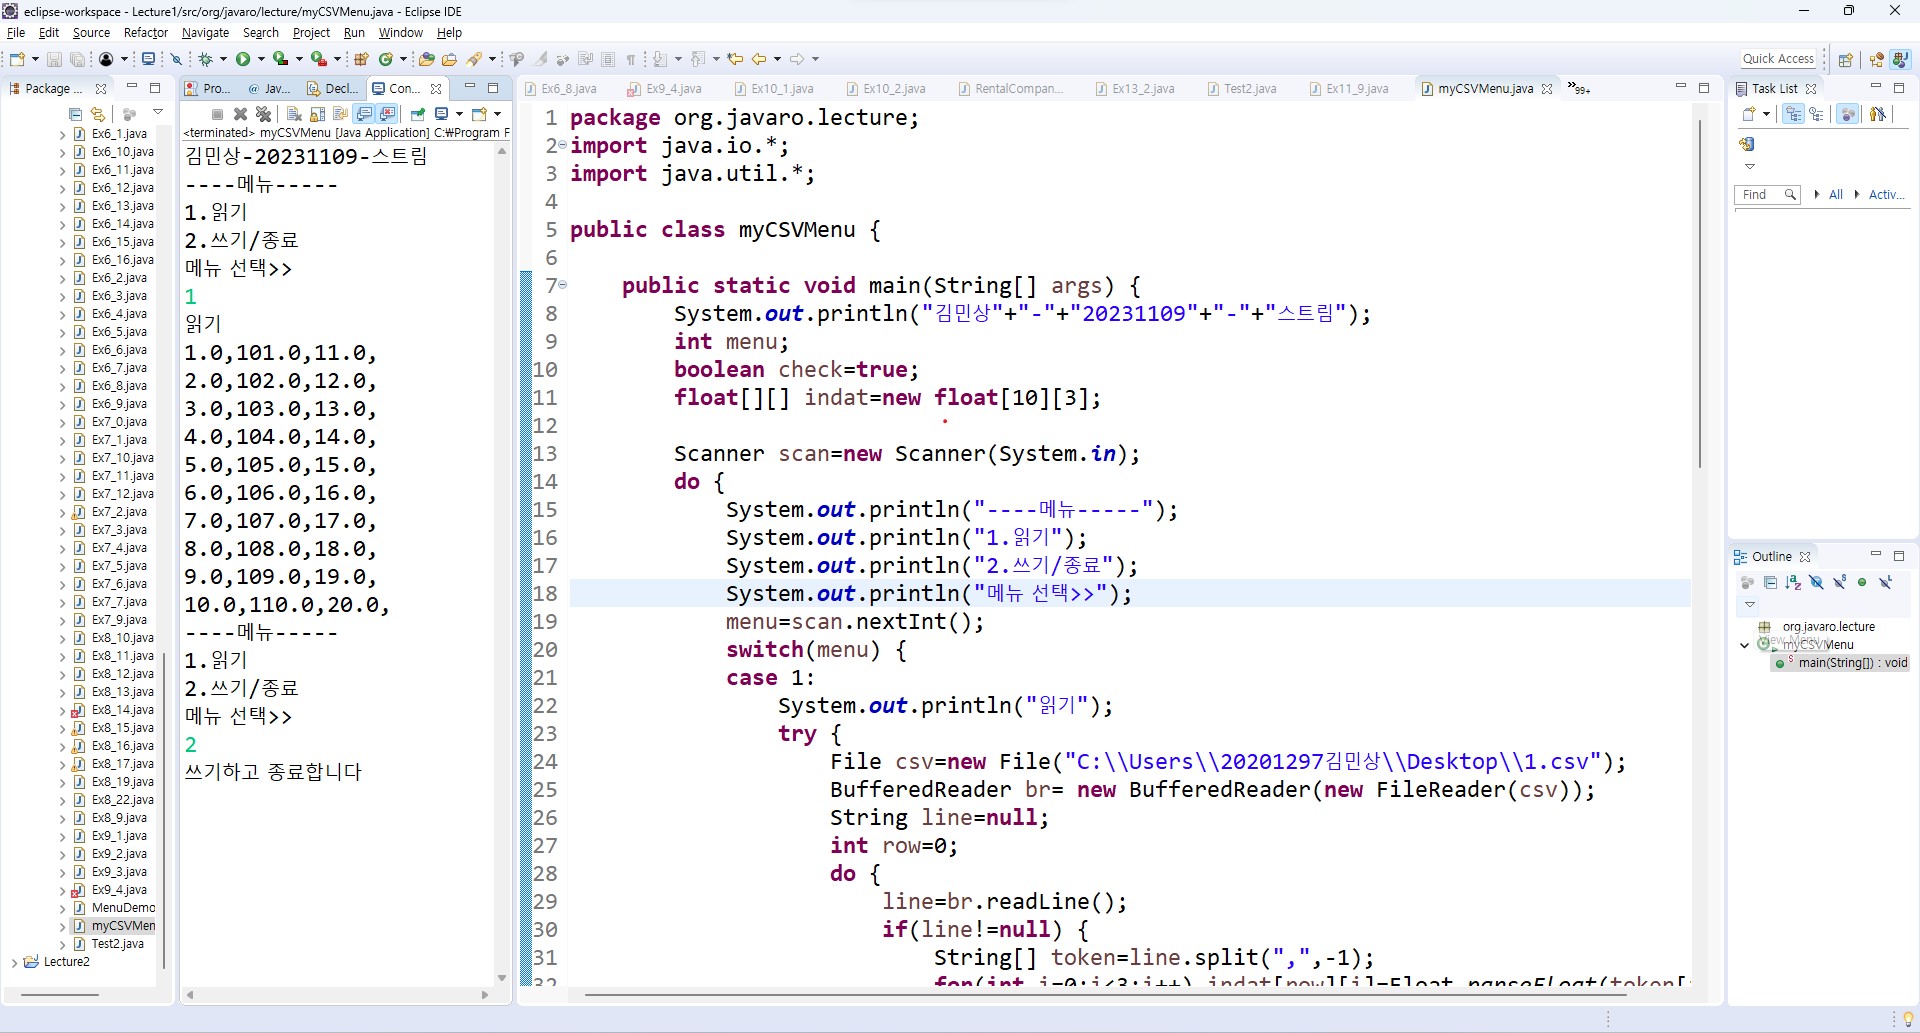 eclipse-workspace - Lecture1/src/org/javaro/lecture/myCSVMenu.java - Eclipse IDE
File Edit Source Refactor Navigate Search Project Run Window Help
Quick Access
Package ...
Ex6_1.java
Ex6_10.java
Ex6_11.java
Ex6_12.java
Ex6_13.java
Ex6_14.java
Ex6_15.java
Ex6_16.java
Ex6_2.java
Ex6_3.java
Ex6_4.java
Ex6_5.java
Ex6_6.java
Ex6_7.java
Ex6_8.java
Ex6_9.java
Ex7_0.java
Ex7_1.java
Ex7_10.java
Ex7_11.java
Ex7_12.java
Ex7_2.java
Ex7_3.java
Ex7_4.java
Ex7_5.java
Ex7_6.java
Ex7_7.java
Ex7_9.java
Ex8_10.java
Ex8_11.java
Ex8_12.java
Ex8_13.java
Ex8_14.java
Ex8_15.java
Ex8_16.java
Ex8_17.java
Ex8_19.java
Ex8_22.java
Ex8_9.java
Ex9_1.java
Ex9_2.java
Ex9_3.java
Ex9_4.java
MenuDemo
myCSVMen
Test2.java
Lecture2
Pro... @ Jav... Decl... Con...
<terminated> myCSVMenu [Java Application] C:₩Program F
김민상-20231109-스트림
----메뉴-----
1.읽기
2.쓰기/종료
메뉴 선택>>
1
읽기
1.0,101.0,11.0,
2.0,102.0,12.0,
3.0,103.0,13.0,
4.0,104.0,14.0,
5.0,105.0,15.0,
6.0,106.0,16.0,
7.0,107.0,17.0,
8.0,108.0,18.0,
9.0,109.0,19.0,
10.0,110.0,20.0,
----메뉴-----
1.읽기
2.쓰기/종료
메뉴 선택>>
2
쓰기하고 종료합니다
Ex6_8.java Ex9_4.java Ex10_1.java Ex10_2.java RentalCompan... Ex13_2.java Test2.java Ex11_9.java myCSVMenu.java »99+
1 package org.javaro.lecture;
2 import java.io.*;
3 import java.util.*;
4
5 public class myCSVMenu {
6
7 public static void main(String[] args) {
8 System.out.println("김민상"+"-"+"20231109"+"-"+"스트림");
9 int menu;
10 boolean check=true;
11 float[][] indat=new float[10][3];
12
13 Scanner scan=new Scanner(System.in);
14 do {
15 System.out.println("----메뉴-----");
16 System.out.println("1.읽기");
17 System.out.println("2.쓰기/종료");
18 System.out.println("메뉴 선택>>");
19 menu=scan.nextInt();
20 switch(menu) {
21 case 1:
22 System.out.println("읽기");
23 try {
24 File csv=new File("C:\\Users\\20201297김민상\\Desktop\\1.csv");
25 BufferedReader br= new BufferedReader(new FileReader(csv));
26 String line=null;
27 int row=0;
28 do {
29 line=br.readLine();
30 if(line!=null) {
31 String[] token=line.split(",",-1);
32 for(int i=0;i<3;i++) indat[row][i]=Float.parseFloat(token[
Task List
Find All Activ...
Outline
org.javaro.lecture
myCSVMenu
main(String[]) : void